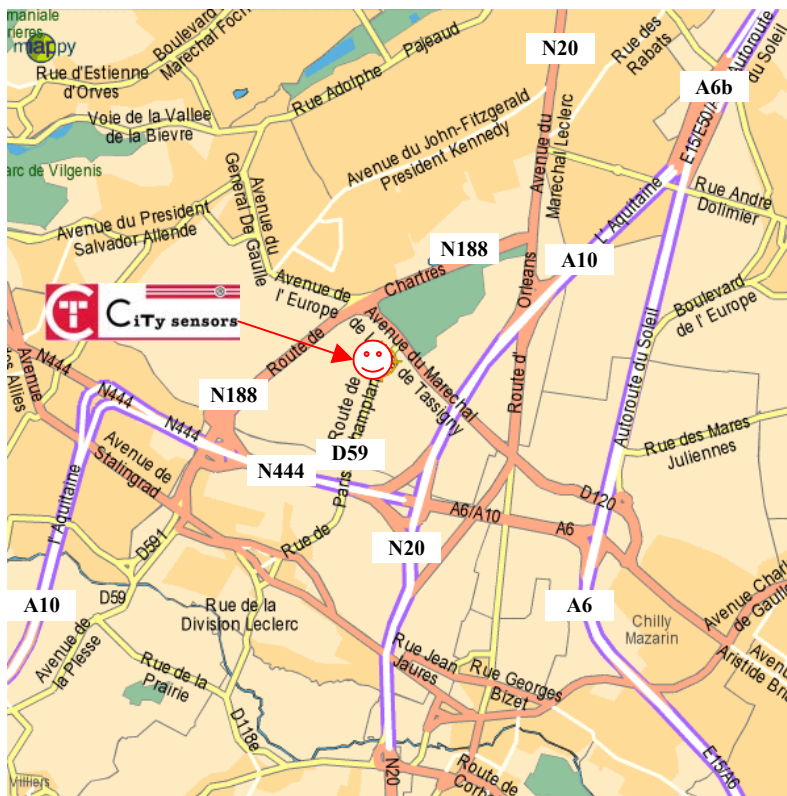 maniale
rieres
mappy
Boulevard
Marechal Foch
Rue d'Estienne
d'Orves
Rue Adolphe
Pajeaud
N20
Rue des
Rabats
Autoroute
du Soleil
A6b
E15/E50/A
Voie de la Vallee
de la Bievre
Avenue du John-Fitzgerald
President Kennedy
Avenue du
Marechal Leclerc
arc de Vilgenis
Avenue du
General De Gaulle
Rue Andre
Dolimier
Avenue du President
Salvador Allende
L' Aquitaine
N188
A10
Chartres
Orleans
Avenue de
l' Europe
Boulevard
de l' Europe
CT CiTy sensors
Route de
Avenue du Marechal
de
de Tassigny
Autoroute du Soleil
N444
Avenue
des Allies
N444
N444
N188
Route de
Champlan
Route d'
D59
N444
Paris
Rue des Mares
Juliennes
Avenue de
Stalingrad
l' Aquitaine
D120
A6/A10
A6
D591
Rue de
N20
D59
A10
Rue de la
Division Leclerc
A6
Avenue Char
de Gaulle
Chilly
Mazarin
Avenue de
la Plesse
Rue de la
Prairie
Rue Jean
Jaures
Rue Georges
Bizet
Avenue
Aristide Bri
D118e
E15/A6
Villiers
N20
Route de
Corb